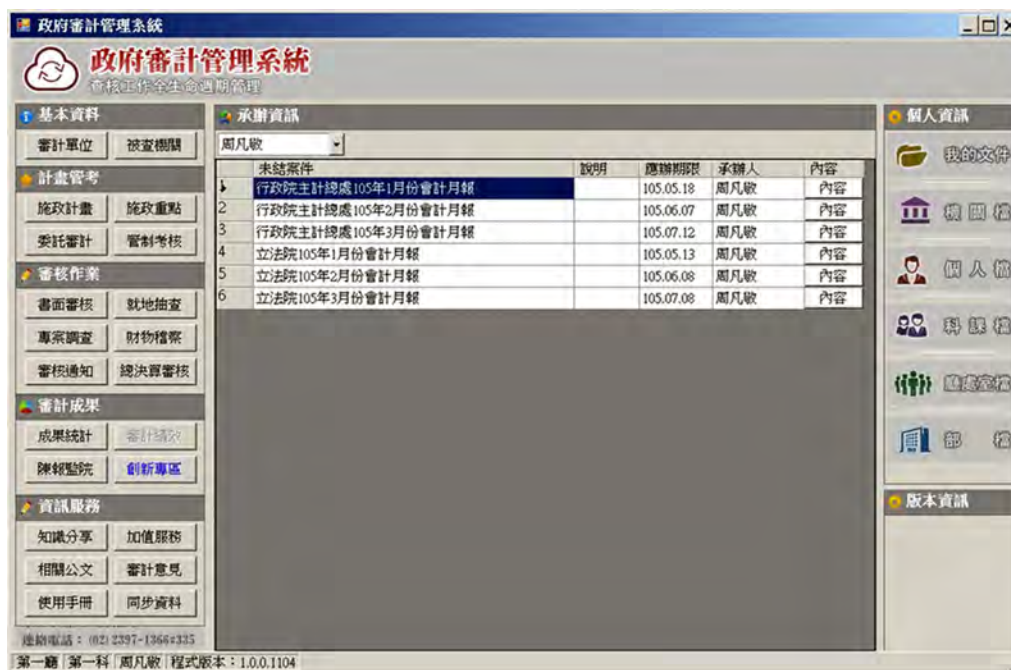 政府審計管理系統
政府審計管理系統
查核工作全生命週期管理
基本資料
審計單位 被查機關
計畫管考
施政計畫 施政重點
委託審計 管制考核
審核作業
書面審核 就地抽查
專案調查 財物稽察
審核通知 總決算審核
審計成果
成果統計 審計績效
陳報監院 創新專區
資訊服務
知識分享 加值服務
相關公文 審計意見
使用手冊 同步資料
連絡電話：(02) 2397-1366#335
承辦資訊
周凡敏
未結案件 說明 應辦期限 承辦人 內容
行政院主計總處105年1月份會計月報 105.05.18 周凡敏 內容
2 行政院主計總處105年2月份會計月報 105.06.07 周凡敏 內容
3 行政院主計總處105年3月份會計月報 105.07.12 周凡敏 內容
4 立法院105年1月份會計月報 105.05.13 周凡敏 內容
5 立法院105年2月份會計月報 105.06.08 周凡敏 內容
6 立法院105年3月份會計月報 105.07.08 周凡敏 內容
個人資訊
我的文件
機關檔
個人檔
科課檔
廳處室檔
部 檔
版本資訊
第一廳 第一科 周凡敏 程式版本：1.0.0.1104